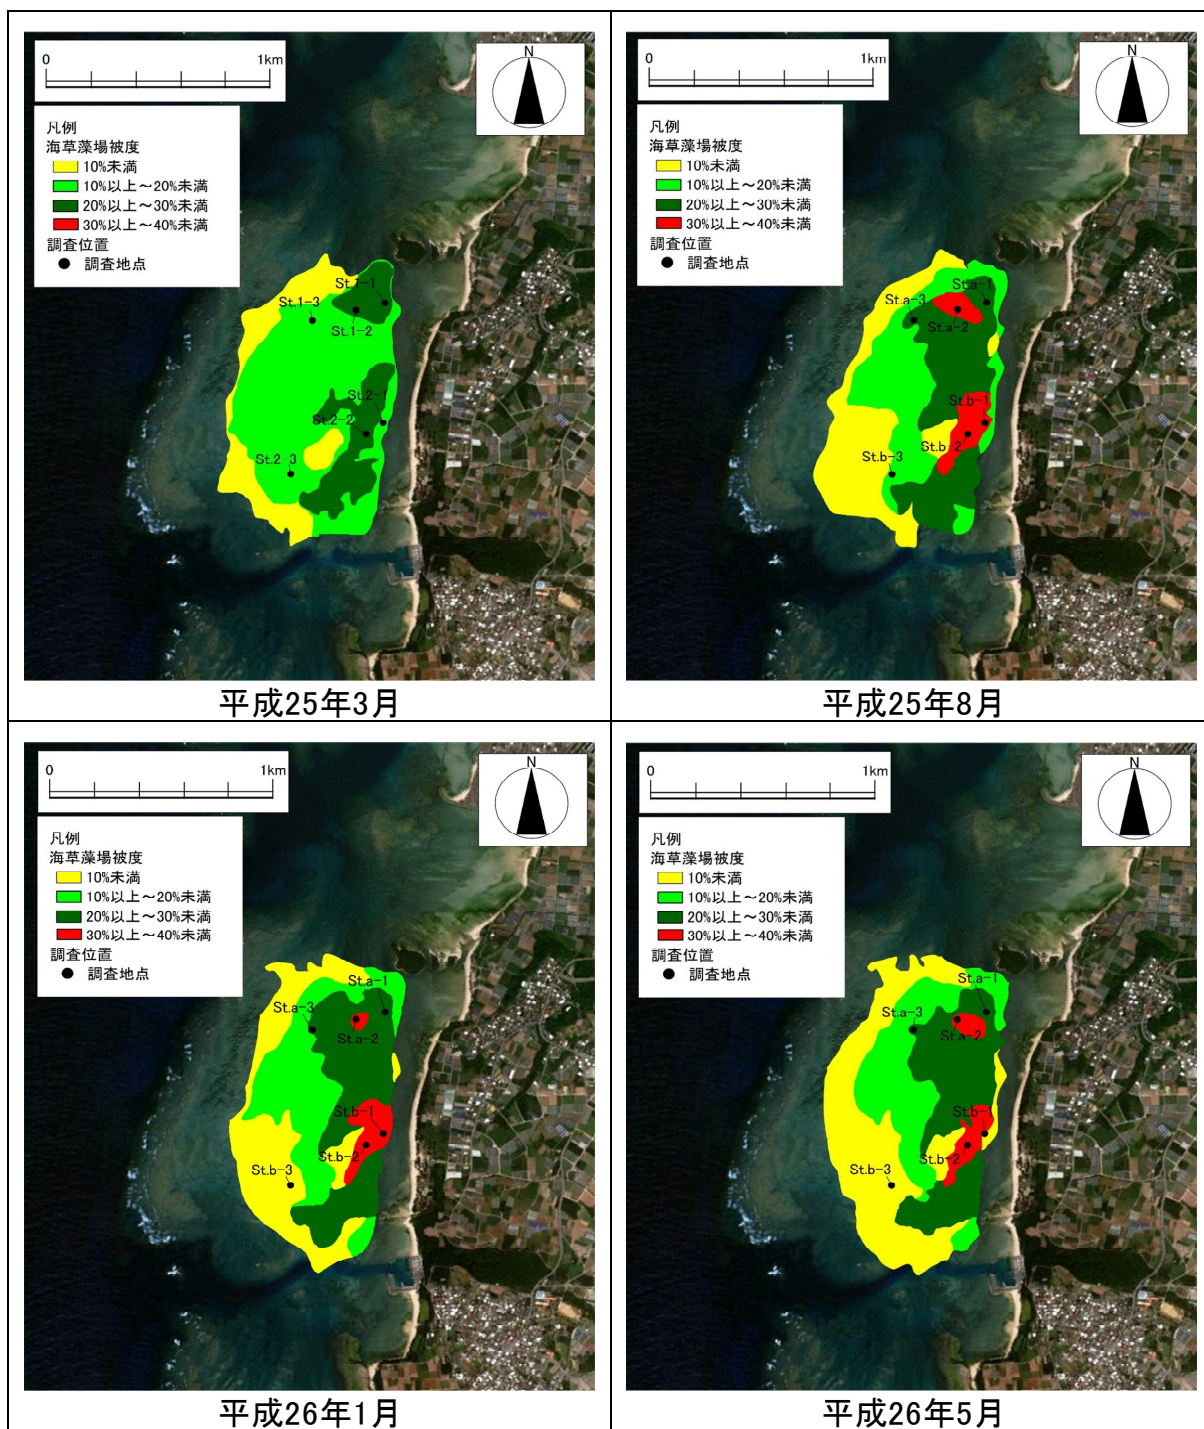 0 1km
N
凡例
海草藻場被度
10%未満
10%以上～20%未満
20%以上～30%未満
30%以上～40%未満
調査位置
調査地点
St.1-1
St.1-3
St.1-2
St.2-1
St.2-2
St.2-3
平成25年3月
0 1km
N
凡例
海草藻場被度
10%未満
10%以上～20%未満
20%以上～30%未満
30%以上～40%未満
調査位置
調査地点
St.a-1
St.a-3
St.a-2
St.b-1
St.b-2
St.b-3
平成25年8月
0 1km
N
凡例
海草藻場被度
10%未満
10%以上～20%未満
20%以上～30%未満
30%以上～40%未満
調査位置
調査地点
St.a-1
St.a-3
St.a-2
St.b-1
St.b-2
St.b-3
平成26年1月
0 1km
N
凡例
海草藻場被度
10%未満
10%以上～20%未満
20%以上～30%未満
30%以上～40%未満
調査位置
調査地点
St.a-1
St.a-3
St.a-2
St.b-1
St.b-2
St.b-3
平成26年5月